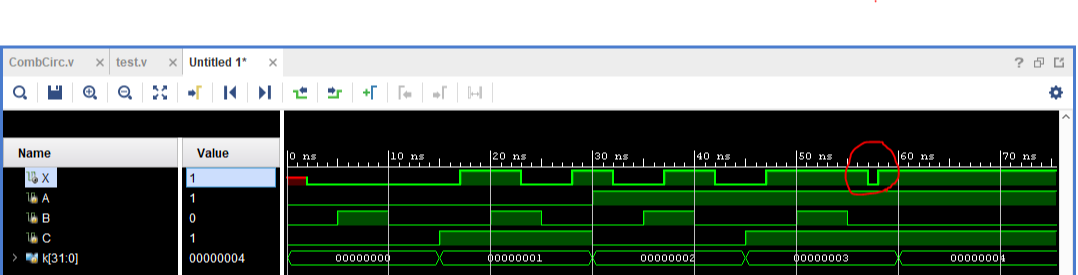 CombCirc.v × test.v × Untitled 1* ×
Name Value 0 ns 10 ns 20 ns 30 ns 40 ns 50 ns 60 ns 70 ns
X 1
A 1
B 0
C 1
k[31:0] 00000004 00000000 00000001 00000002 00000003 00000004